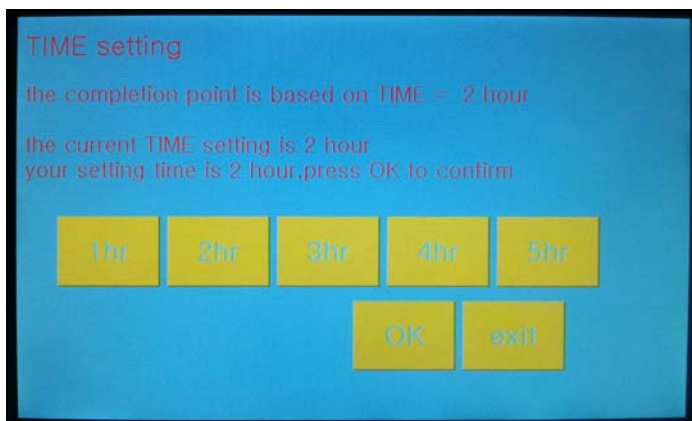 TIME setting
the completion point is based on TIME = 2 hour
the current TIME setting is 2 hour
your setting time is 2 hour,press OK to confirm
1hr 2hr 3hr 4hr 5hr
OK exit